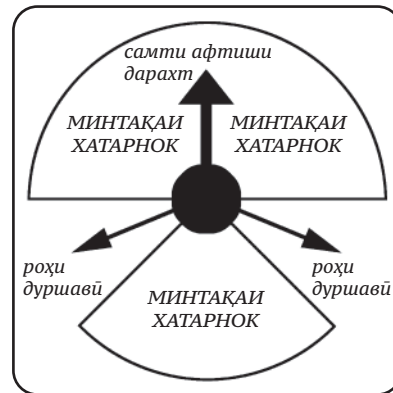 самти афтиши
дарахт
МИНТАҚАИ
ХАТАРНОК
МИНТАҚАИ
ХАТАРНОК
роҳи
дуршавӣ
роҳи
дуршавӣ
МИНТАҚАИ
ХАТАРНОК